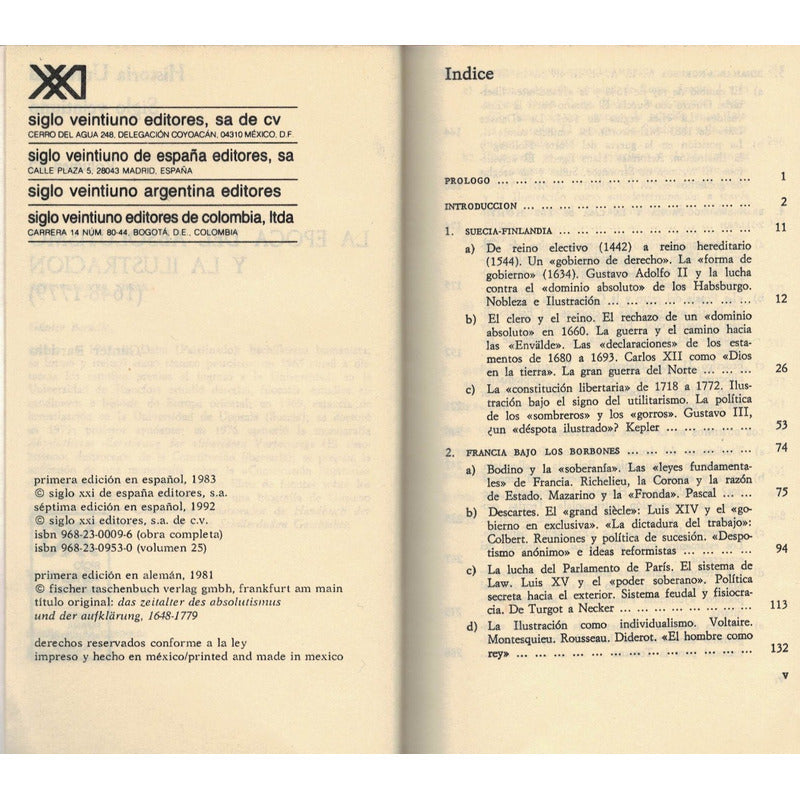 siglo veintiuno editores, sa de cv
CERRO DEL AGUA 248, DELEGACIÓN COYOACÁN, 04310 MÉXICO, D.F.
siglo veintiuno de españa editores, sa
CALLE PLAZA 5, 28043 MADRID, ESPAÑA
siglo veintiuno argentina editores
siglo veintiuno editores de colombia, ltda
CARRERA 14 NÚM. 80-44, BOGOTÁ, D.E., COLOMBIA
primera edición en español, 1983
© siglo xxi de españa editores, s.a.
séptima edición en español, 1992
© siglo xxi editores, s.a. de c.v.
isbn 968-23-0009-6 (obra completa)
isbn 968-23-0953-0 (volumen 25)
primera edición en alemán, 1981
© fischer taschenbuch verlag gmbh, frankfurt am main
título original: das zeitalter des absolutismus
und der aufklärung, 1648-1779
derechos reservados conforme a la ley
impreso y hecho en méxico/printed and made in mexico
Indice
PROLOGO ... 1
INTRODUCCION ... 2
1. SUECIA-FINLANDIA ... 11
a) De reino electivo (1442) a reino hereditario
(1544). Un «gobierno de derecho». La «forma de
gobierno» (1634). Gustavo Adolfo II y la lucha
contra el «dominio absoluto» de los Habsburgo.
Nobleza e Ilustración ... 12
b) El clero y el reino. El rechazo de un «dominio
absoluto» en 1660. La guerra y el camino hacia
las «Envälde». Las «declaraciones» de los esta-
mentos de 1680 a 1693. Carlos XII como «Dios
en la tierra». La gran guerra del Norte ... 26
c) La «constitución libertaria» de 1718 a 1772. Ilus-
tración bajo el signo del utilitarismo. La política
de los «sombreros» y los «gorros». Gustavo III,
¿un «déspota ilustrado»? Kepler ... 53
2. FRANCIA BAJO LOS BORBONES ... 74
a) Bodino y la «soberanía». Las «leyes fundamenta-
les» de Francia. Richelieu, la Corona y la razón
de Estado. Mazarino y la «Fronda». Pascal ... 75
b) Descartes. El «grand siècle»: Luis XIV y el «go-
bierno en exclusiva». «La dictadura del trabajo»:
Colbert. Reuniones y política de sucesión. «Despo-
tismo anónimo» e ideas reformistas ... 94
c) La lucha del Parlamento de París. El sistema de
Law. Luis XV y el «poder soberano». Política
secreta hacia el exterior. Sistema feudal y fisiocra-
cia. De Turgot a Necker ... 113
d) La Ilustración como individualismo. Voltaire.
Montesquieu. Rousseau. Diderot. «El hombre como
rey» ... 132
V